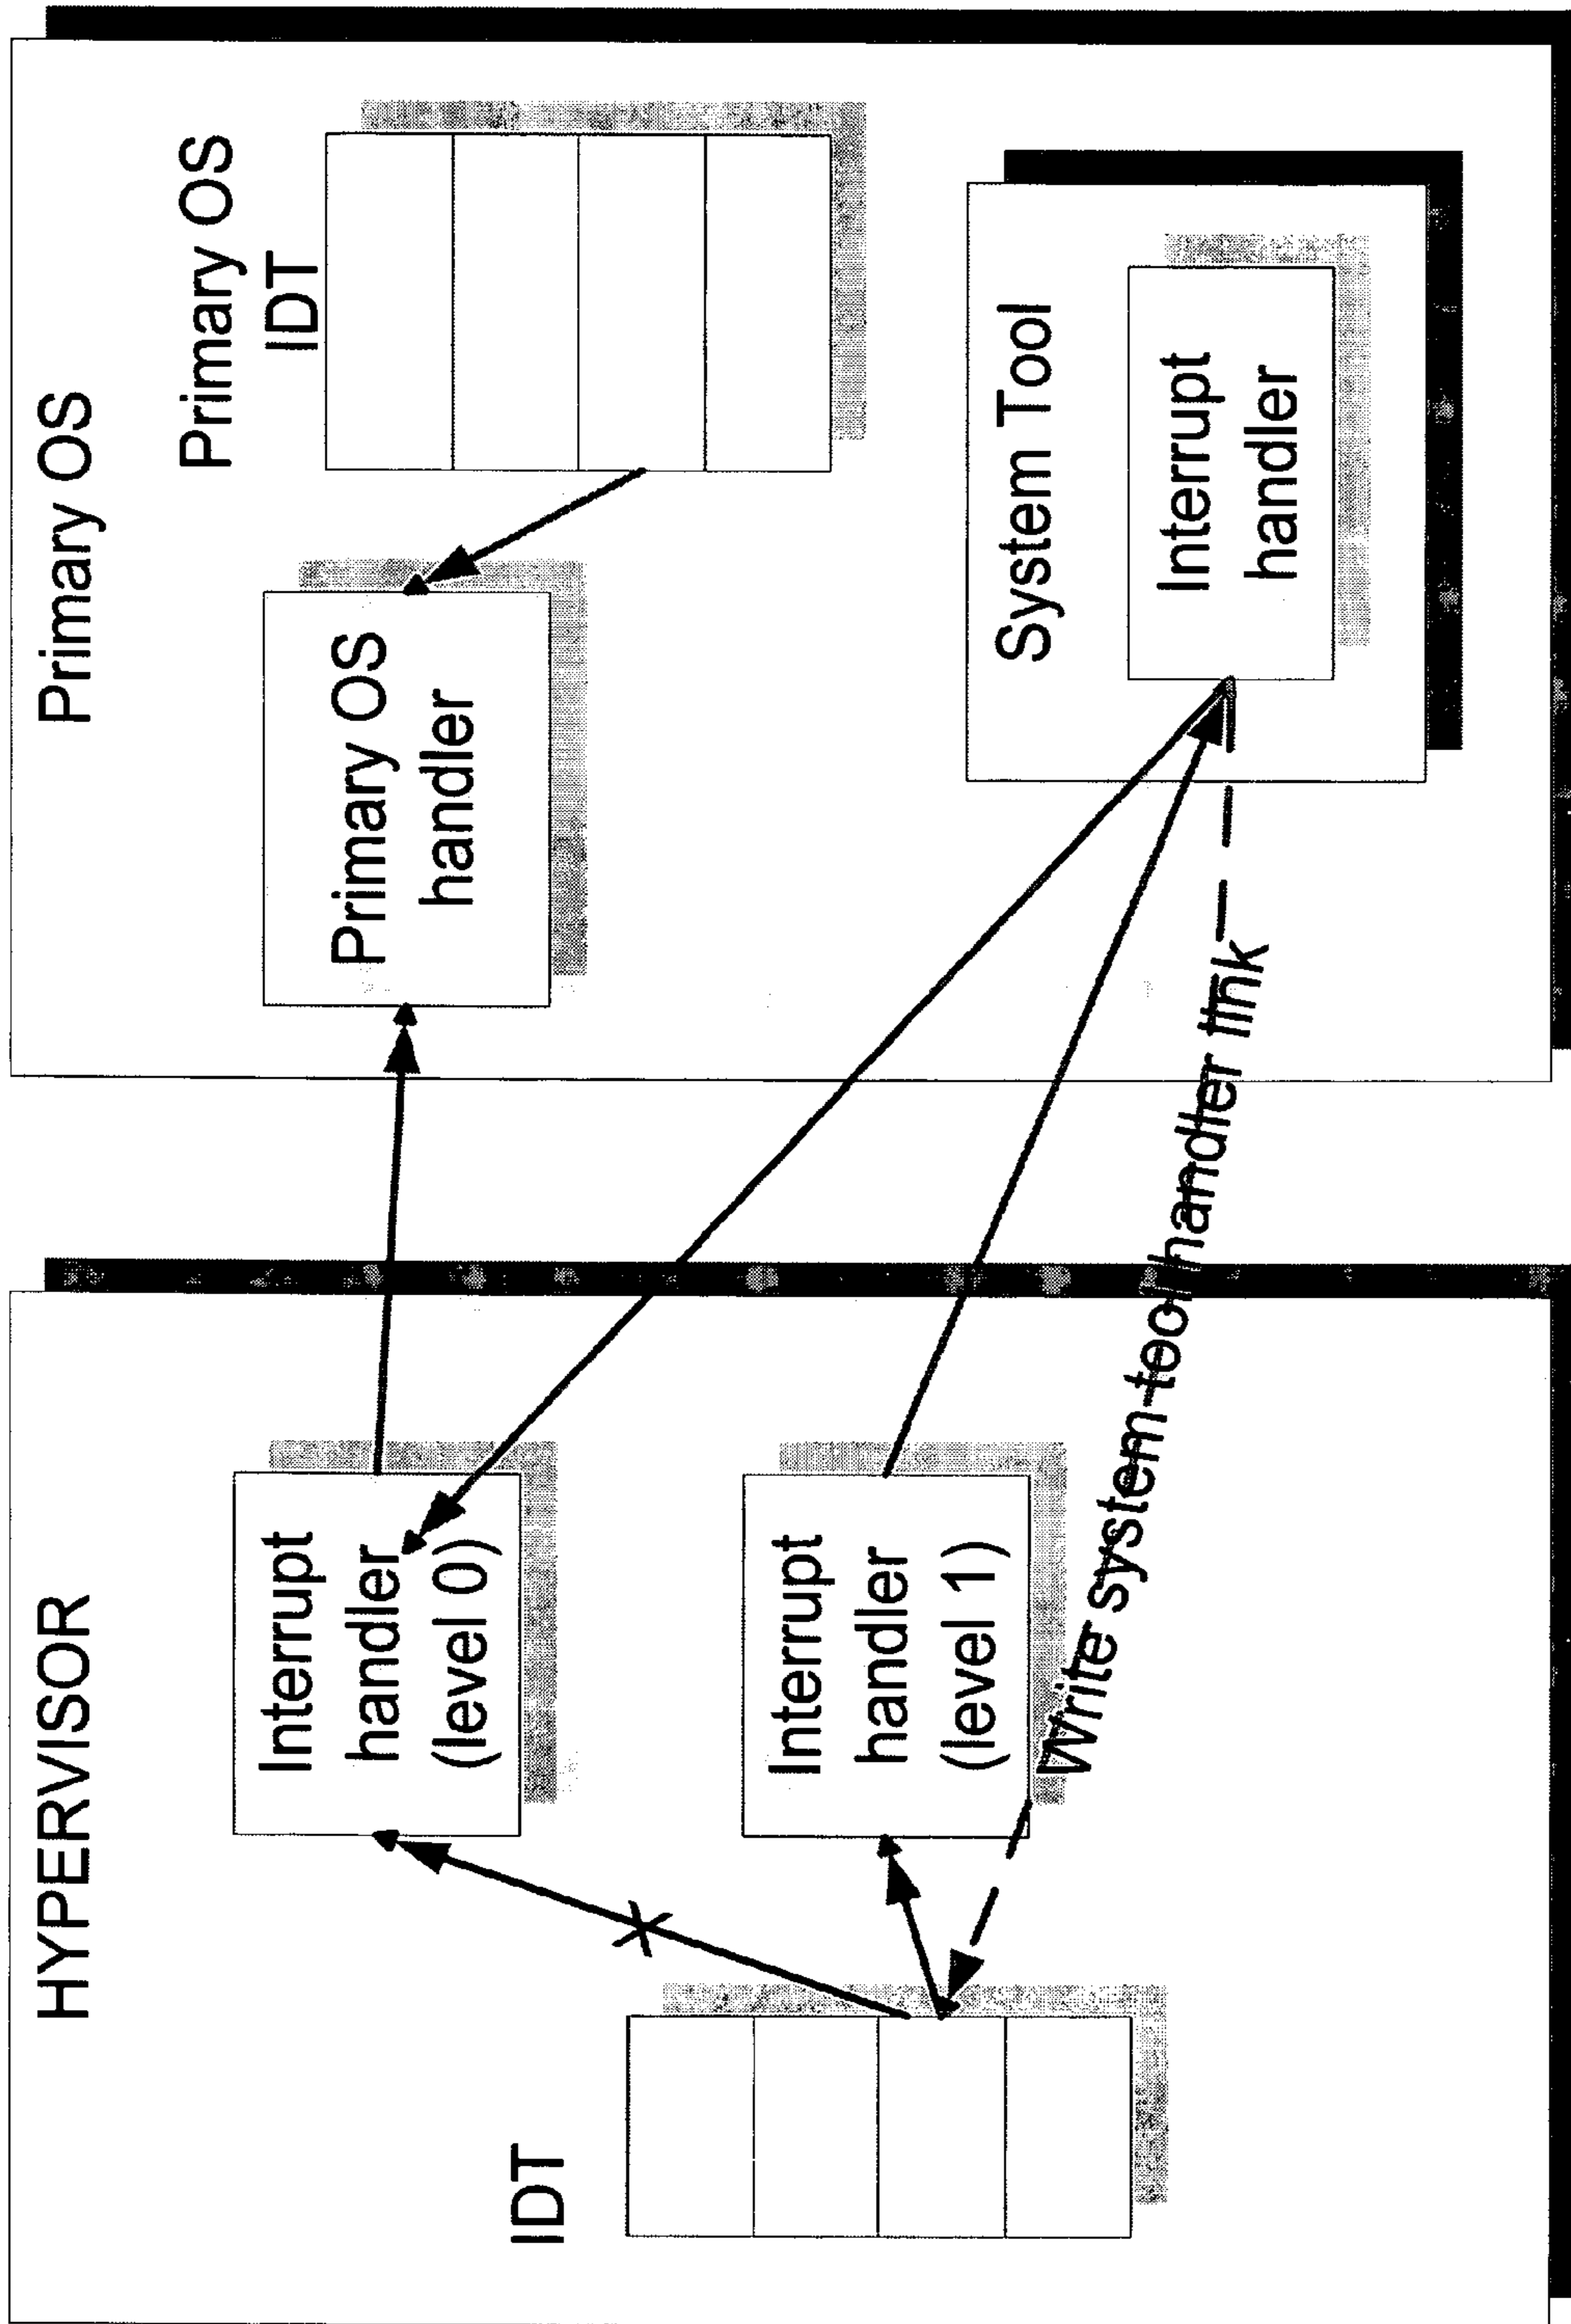 HYPERVISOR
IDT
Interrupt
handler
(level 0)
Interrupt
handler
(level 1)
Write system tool handler link
Primary OS
Primary OS
handler
Primary OS
IDT
System Tool
Interrupt
handler